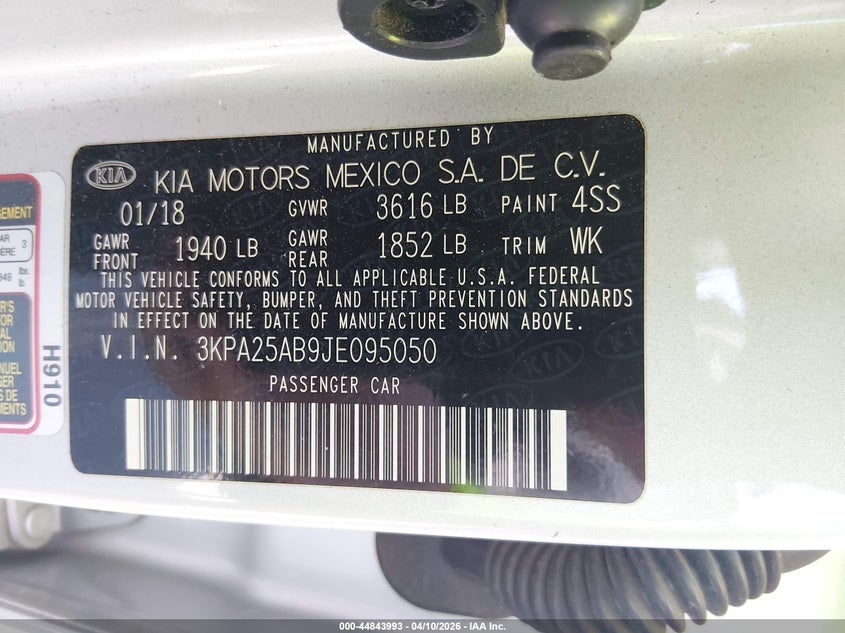 MANUFACTURED BY
KIA KIA MOTORS MEXICO S.A. DE C.V.
01/18 GVWR 3616 LB PAINT 4SS
GAWR FRONT 1940 LB GAWR REAR 1852 LB TRIM WK
THIS VEHICLE CONFORMS TO ALL APPLICABLE U.S.A. FEDERAL
MOTOR VEHICLE SAFETY, BUMPER, AND THEFT PREVENTION STANDARDS
IN EFFECT ON THE DATE OF MANUFACTURE SHOWN ABOVE.
V.I.N. 3KPA25AB9JE095050
PASSENGER CAR
H910
000-44843993 - 04/10/2026 - IAA Inc.